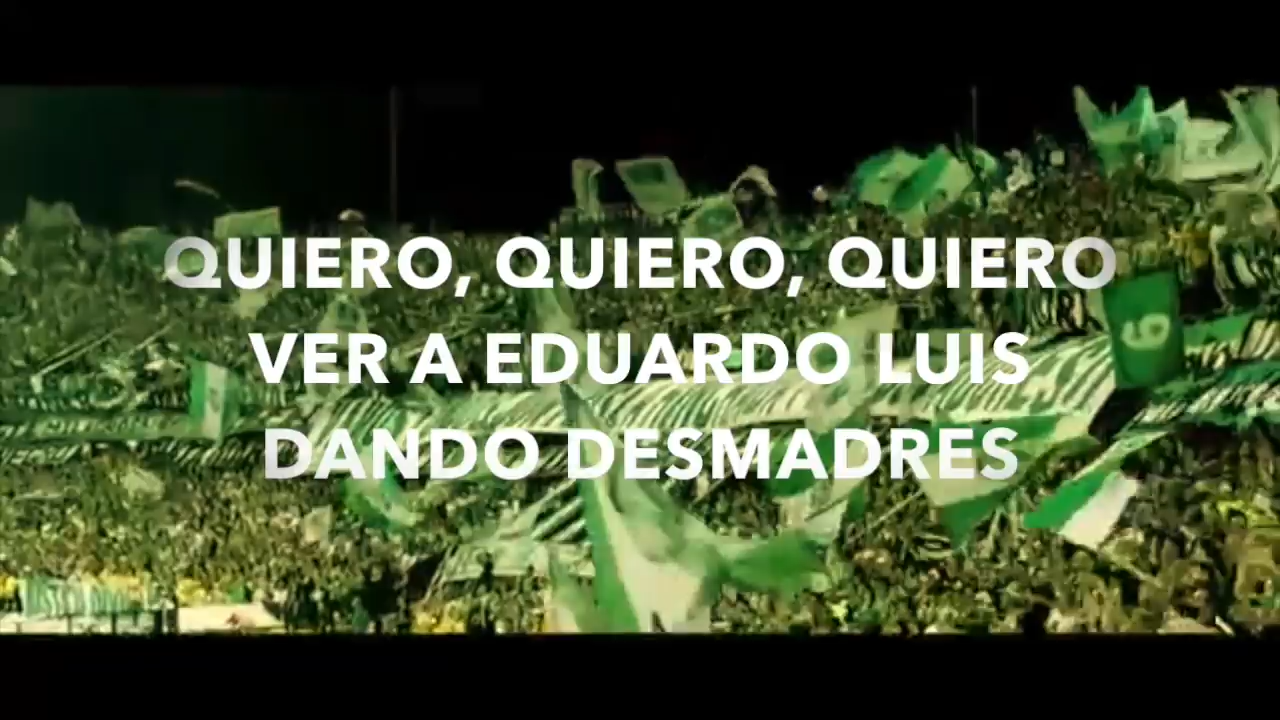 QUIERO, QUIERO, QUIERO
VER A EDUARDO LUIS
DANDO DESMADRES